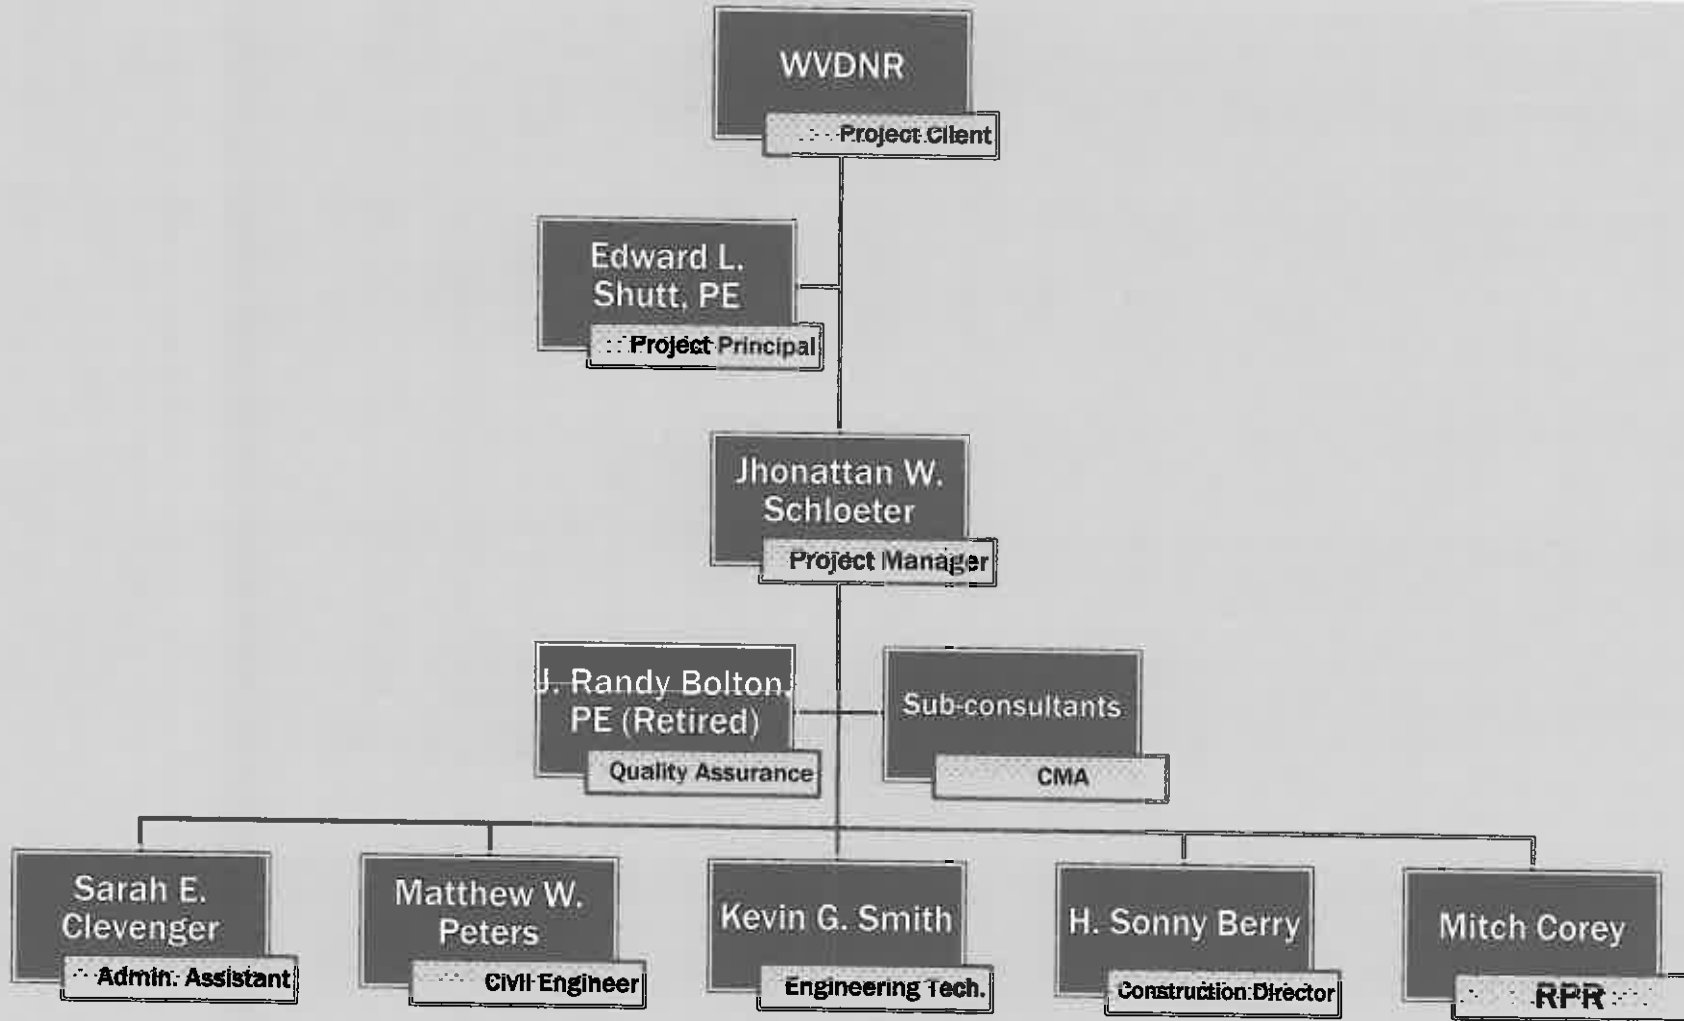 WVDNR
Project Client
Edward L.
Shutt, PE
Project Principal
Jhonattan W.
Schloeter
Project Manager
J. Randy Bolton,
PE (Retired)
Quality Assurance
Sub-consultants
CMA
Sarah E.
Clevenger
Admin. Assistant
Matthew W.
Peters
Civil Engineer
Kevin G. Smith
Engineering Tech.
H. Sonny Berry
Construction Director
Mitch Corey
RPR